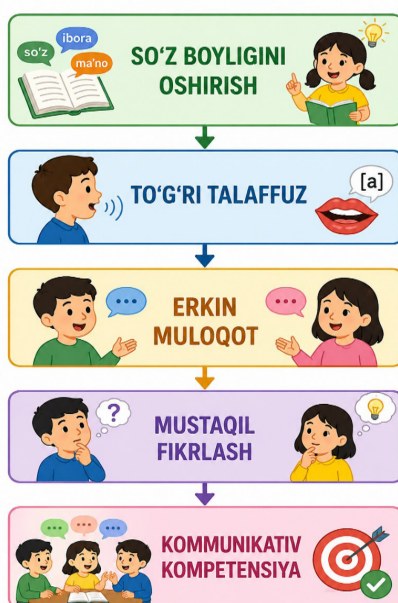 so‘z
ibora
ma’no
SO‘Z BOYLIGINI
OSHIRISH
TO‘G‘RI TALAFFUZ
[a]
ERKIN
MULOQOT
?
MUSTAQIL
FIKRLASH
KOMMUNIKATIV
KOMPETENSIYA